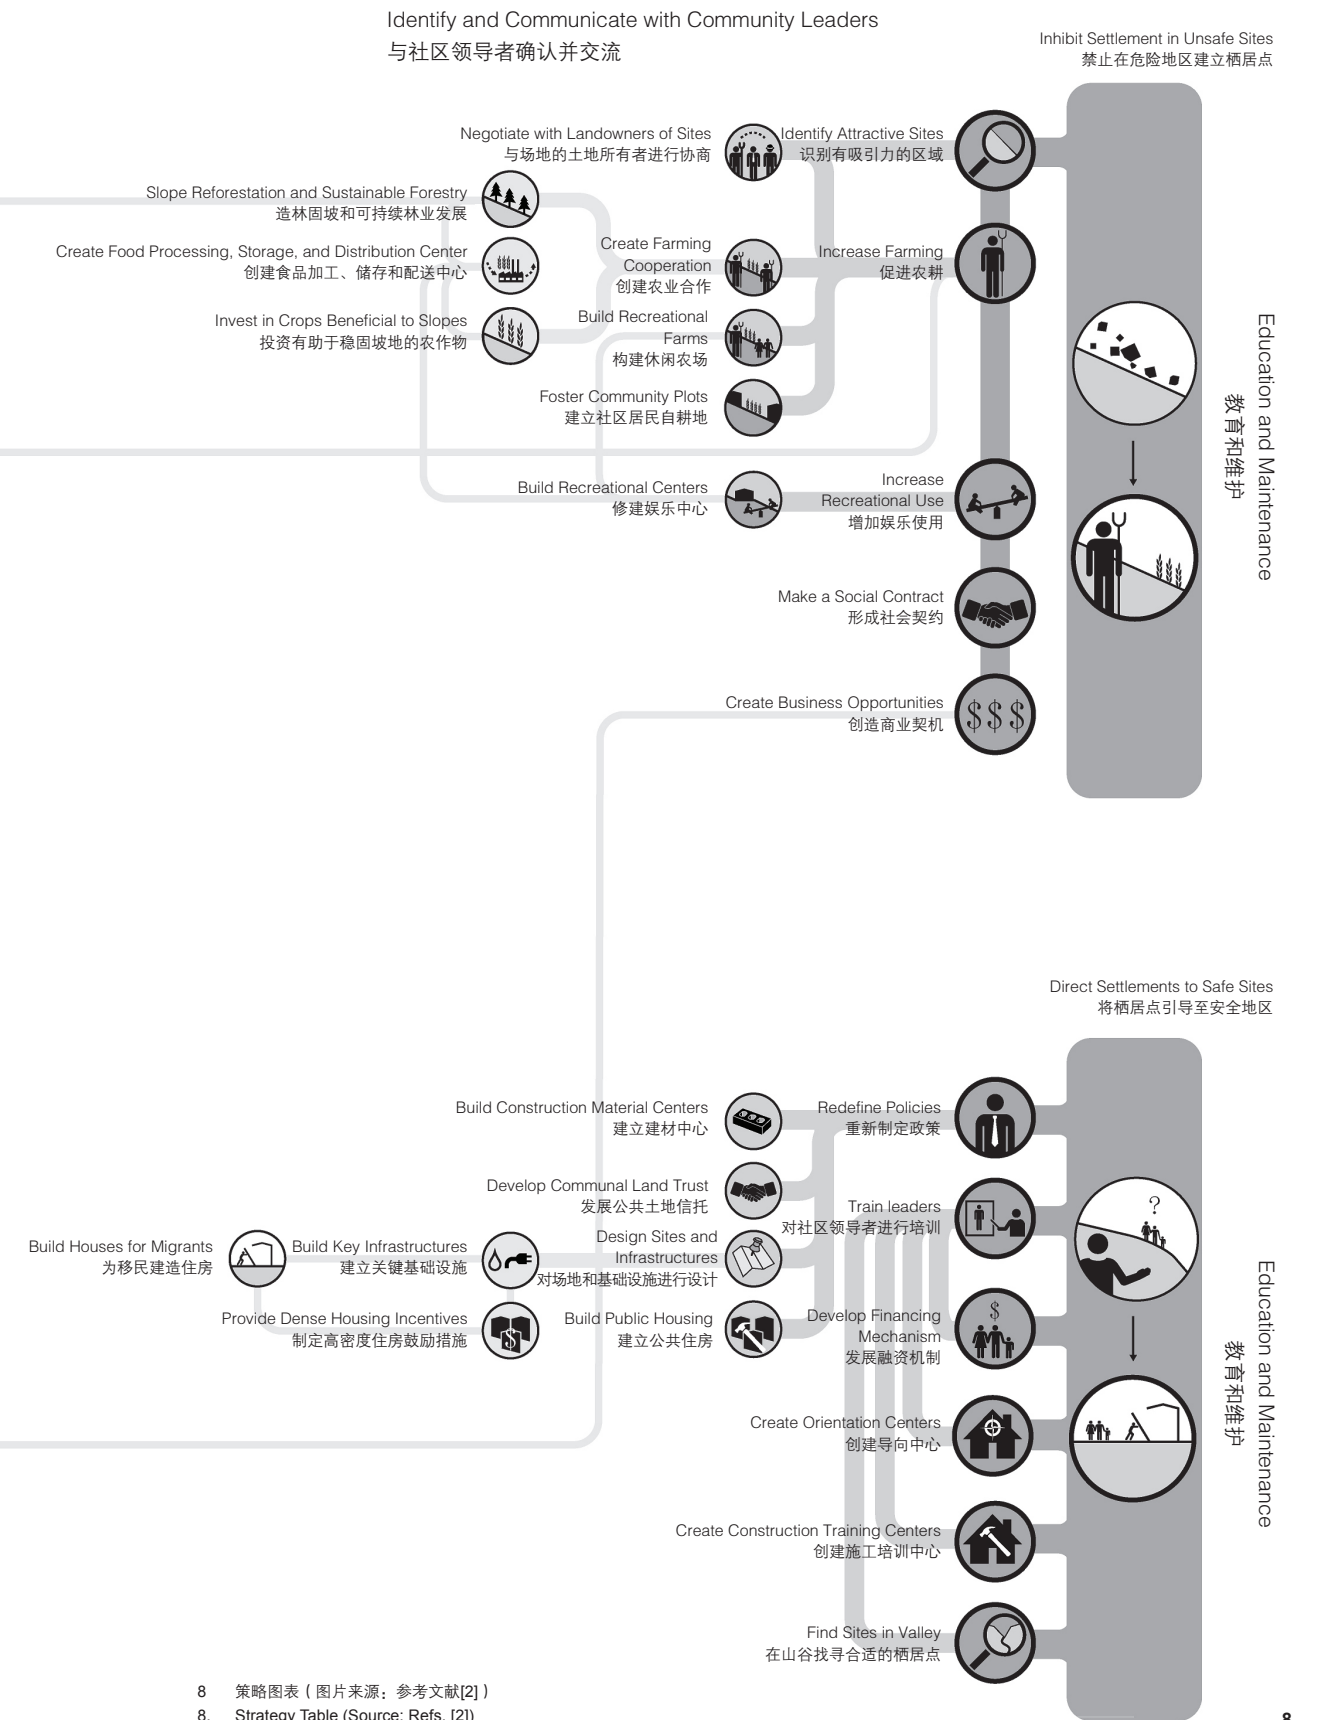 Identify and Communicate with Community Leaders
与社区领导者确认并交流
Inhibit Settlement in Unsafe Sites
禁止在危险地区建立栖居点
Negotiate with Landowners of Sites
与场地的土地所有者进行协商
Identify Attractive Sites
识别有吸引力的区域
Slope Reforestation and Sustainable Forestry
造林固坡和可持续林业发展
Create Food Processing, Storage, and Distribution Center
创建食品加工、储存和配送中心
Invest in Crops Beneficial to Slopes
投资有助于稳固坡地的农作物
Create Farming
Cooperation
创建农业合作
Increase Farming
促进农耕
Build Recreational
Farms
构建休闲农场
Foster Community Plots
建立社区居民自耕地
Build Recreational Centers
修建娱乐中心
Increase
Recreational Use
增加娱乐使用
Make a Social Contract
形成社会契约
Create Business Opportunities
创造商业契机
$ $ $
Education and Maintenance
教育和维护
Direct Settlements to Safe Sites
将栖居点引导至安全地区
Build Construction Material Centers
建立建材中心
Redefine Policies
重新制定政策
Develop Communal Land Trust
发展公共土地信托
Train leaders
对社区领导者进行培训
Build Houses for Migrants
为移民建造住房
Build Key Infrastructures
建立关键基础设施
Design Sites and
Infrastructures
对场地和基础设施进行设计
Provide Dense Housing Incentives
制定高密度住房鼓励措施
$
Build Public Housing
建立公共住房
Develop Financing
Mechanism
发展融资机制
$
Create Orientation Centers
创建导向中心
Create Construction Training Centers
创建施工培训中心
Find Sites in Valley
在山谷找寻合适的栖居点
?
Education and Maintenance
教育和维护
8 策略图表（图片来源：参考文献[2]）
8. Strategy Table (Source: Refs. [2])
8